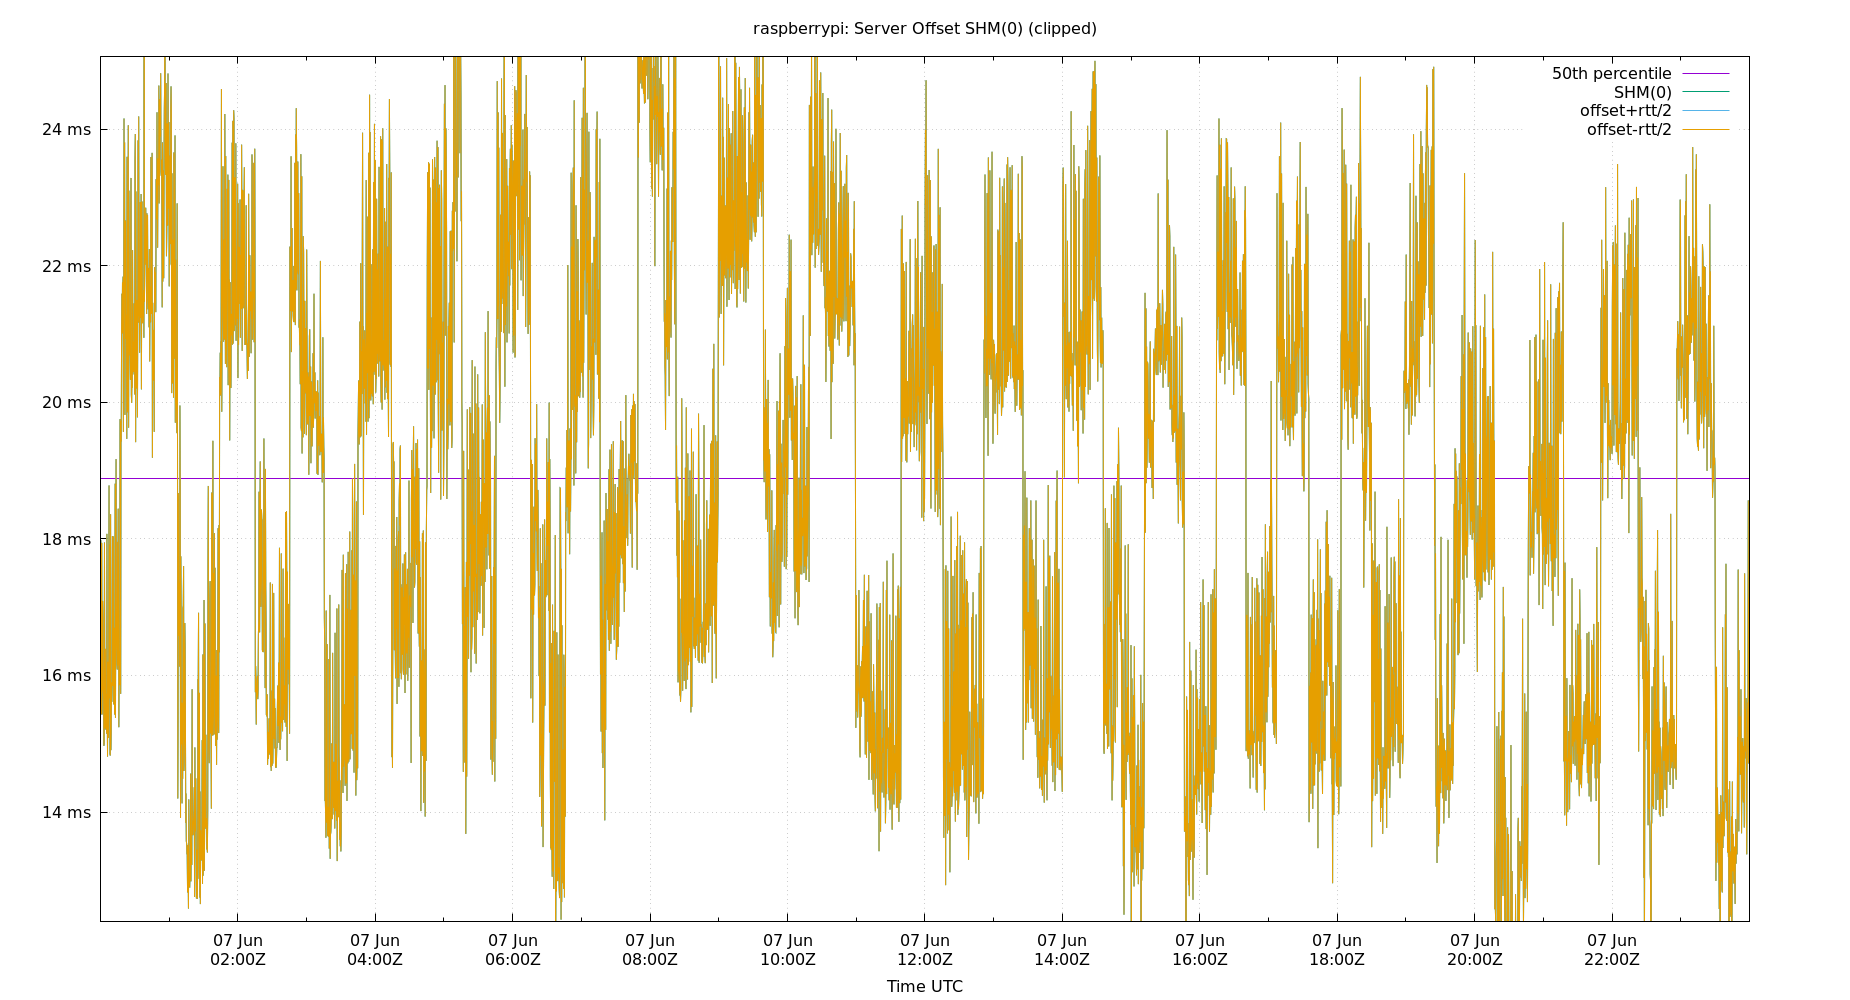 raspberrypi: Server Offset SHM(0) (clipped)
50th percentile
SHM(0)
offset+rtt/2
offset-rtt/2
24 ms
22 ms
20 ms
18 ms
16 ms
14 ms
07 Jun 07 Jun 07 Jun 07 Jun 07 Jun 07 Jun 07 Jun 07 Jun 07 Jun 07 Jun 07 Jun
02:00Z 04:00Z 06:00Z 08:00Z 10:00Z 12:00Z 14:00Z 16:00Z 18:00Z 20:00Z 22:00Z
Time UTC